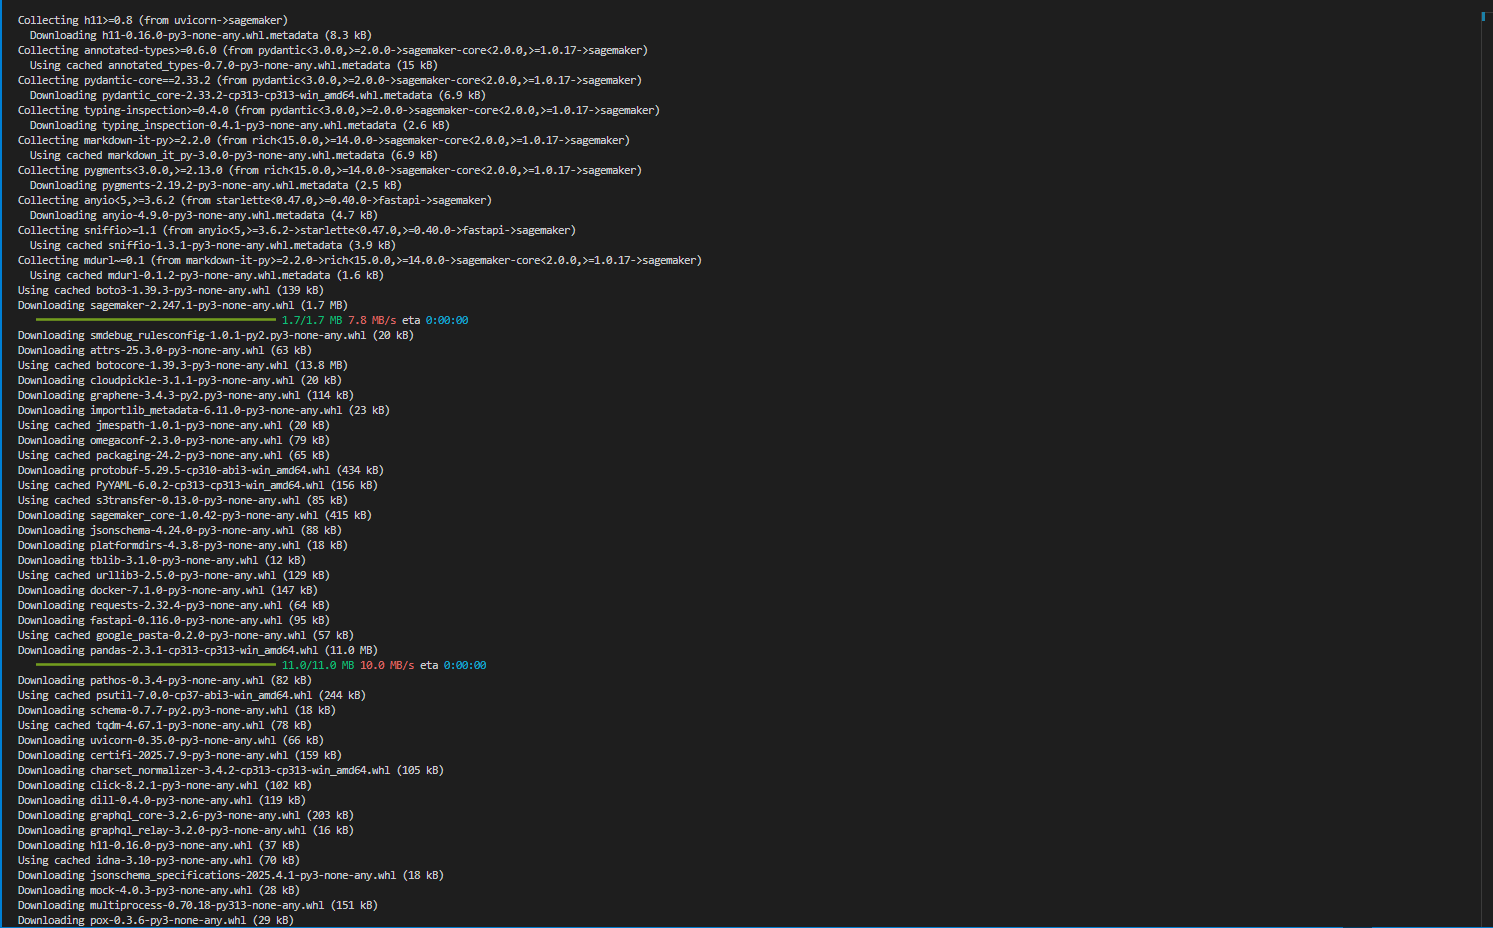 Collecting h11>=0.8 (from uvicorn->sagemaker)
Downloading h11-0.16.0-py3-none-any.whl.metadata (8.3 kB)
Collecting annotated-types>=0.6.0 (from pydantic<3.0.0,>=2.0.0->sagemaker-core<2.0.0,>=1.0.17->sagemaker)
Using cached annotated_types-0.7.0-py3-none-any.whl.metadata (15 kB)
Collecting pydantic-core==2.33.2 (from pydantic<3.0.0,>=2.0.0->sagemaker-core<2.0.0,>=1.0.17->sagemaker)
Downloading pydantic_core-2.33.2-cp313-cp313-win_amd64.whl.metadata (6.9 kB)
Collecting typing-inspection>=0.4.0 (from pydantic<3.0.0,>=2.0.0->sagemaker-core<2.0.0,>=1.0.17->sagemaker)
Downloading typing_inspection-0.4.1-py3-none-any.whl.metadata (2.6 kB)
Collecting markdown-it-py>=2.2.0 (from rich<15.0.0,>=14.0.0->sagemaker-core<2.0.0,>=1.0.17->sagemaker)
Using cached markdown_it_py-3.0.0-py3-none-any.whl.metadata (6.9 kB)
Collecting pygments<3.0.0,>=2.13.0 (from rich<15.0.0,>=14.0.0->sagemaker-core<2.0.0,>=1.0.17->sagemaker)
Downloading pygments-2.19.2-py3-none-any.whl.metadata (2.5 kB)
Collecting anyio<5,>=3.6.2 (from starlette<0.47.0,>=0.40.0->fastapi->sagemaker)
Downloading anyio-4.9.0-py3-none-any.whl.metadata (4.7 kB)
Collecting sniffio>=1.1 (from anyio<5,>=3.6.2->starlette<0.47.0,>=0.40.0->fastapi->sagemaker)
Using cached sniffio-1.3.1-py3-none-any.whl.metadata (3.9 kB)
Collecting mdurl~=0.1 (from markdown-it-py>=2.2.0->rich<15.0.0,>=14.0.0->sagemaker-core<2.0.0,>=1.0.17->sagemaker)
Using cached mdurl-0.1.2-py3-none-any.whl.metadata (1.6 kB)
Using cached boto3-1.39.3-py3-none-any.whl (139 kB)
Downloading sagemaker-2.247.1-py3-none-any.whl (1.7 MB)
1.7/1.7 MB 7.8 MB/s eta 0:00:00
Downloading smdebug_rulesconfig-1.0.1-py2.py3-none-any.whl (20 kB)
Downloading attrs-25.3.0-py3-none-any.whl (63 kB)
Using cached botocore-1.39.3-py3-none-any.whl (13.8 MB)
Downloading cloudpickle-3.1.1-py3-none-any.whl (20 kB)
Downloading graphene-3.4.3-py2.py3-none-any.whl (114 kB)
Downloading importlib_metadata-6.11.0-py3-none-any.whl (23 kB)
Using cached jmespath-1.0.1-py3-none-any.whl (20 kB)
Downloading omegaconf-2.3.0-py3-none-any.whl (79 kB)
Using cached packaging-24.2-py3-none-any.whl (65 kB)
Downloading protobuf-5.29.5-cp310-abi3-win_amd64.whl (434 kB)
Using cached PyYAML-6.0.2-cp313-cp313-win_amd64.whl (156 kB)
Using cached s3transfer-0.13.0-py3-none-any.whl (85 kB)
Downloading sagemaker_core-1.0.42-py3-none-any.whl (415 kB)
Downloading jsonschema-4.24.0-py3-none-any.whl (88 kB)
Downloading platformdirs-4.3.8-py3-none-any.whl (18 kB)
Downloading tblib-3.1.0-py3-none-any.whl (12 kB)
Using cached urllib3-2.5.0-py3-none-any.whl (129 kB)
Downloading docker-7.1.0-py3-none-any.whl (147 kB)
Downloading requests-2.32.4-py3-none-any.whl (64 kB)
Downloading fastapi-0.116.0-py3-none-any.whl (95 kB)
Using cached google_pasta-0.2.0-py3-none-any.whl (57 kB)
Downloading pandas-2.3.1-cp313-cp313-win_amd64.whl (11.0 MB)
11.0/11.0 MB 10.0 MB/s eta 0:00:00
Downloading pathos-0.3.4-py3-none-any.whl (82 kB)
Using cached psutil-7.0.0-cp37-abi3-win_amd64.whl (244 kB)
Downloading schema-0.7.7-py2.py3-none-any.whl (18 kB)
Using cached tqdm-4.67.1-py3-none-any.whl (78 kB)
Downloading uvicorn-0.35.0-py3-none-any.whl (66 kB)
Downloading certifi-2025.7.9-py3-none-any.whl (159 kB)
Downloading charset_normalizer-3.4.2-cp313-cp313-win_amd64.whl (105 kB)
Downloading click-8.2.1-py3-none-any.whl (102 kB)
Downloading dill-0.4.0-py3-none-any.whl (119 kB)
Downloading graphql_core-3.2.6-py3-none-any.whl (203 kB)
Downloading graphql_relay-3.2.0-py3-none-any.whl (16 kB)
Downloading h11-0.16.0-py3-none-any.whl (37 kB)
Using cached idna-3.10-py3-none-any.whl (70 kB)
Downloading jsonschema_specifications-2025.4.1-py3-none-any.whl (18 kB)
Downloading mock-4.0.3-py3-none-any.whl (28 kB)
Downloading multiprocess-0.70.18-py313-none-any.whl (151 kB)
Downloading pox-0.3.6-py3-none-any.whl (29 kB)